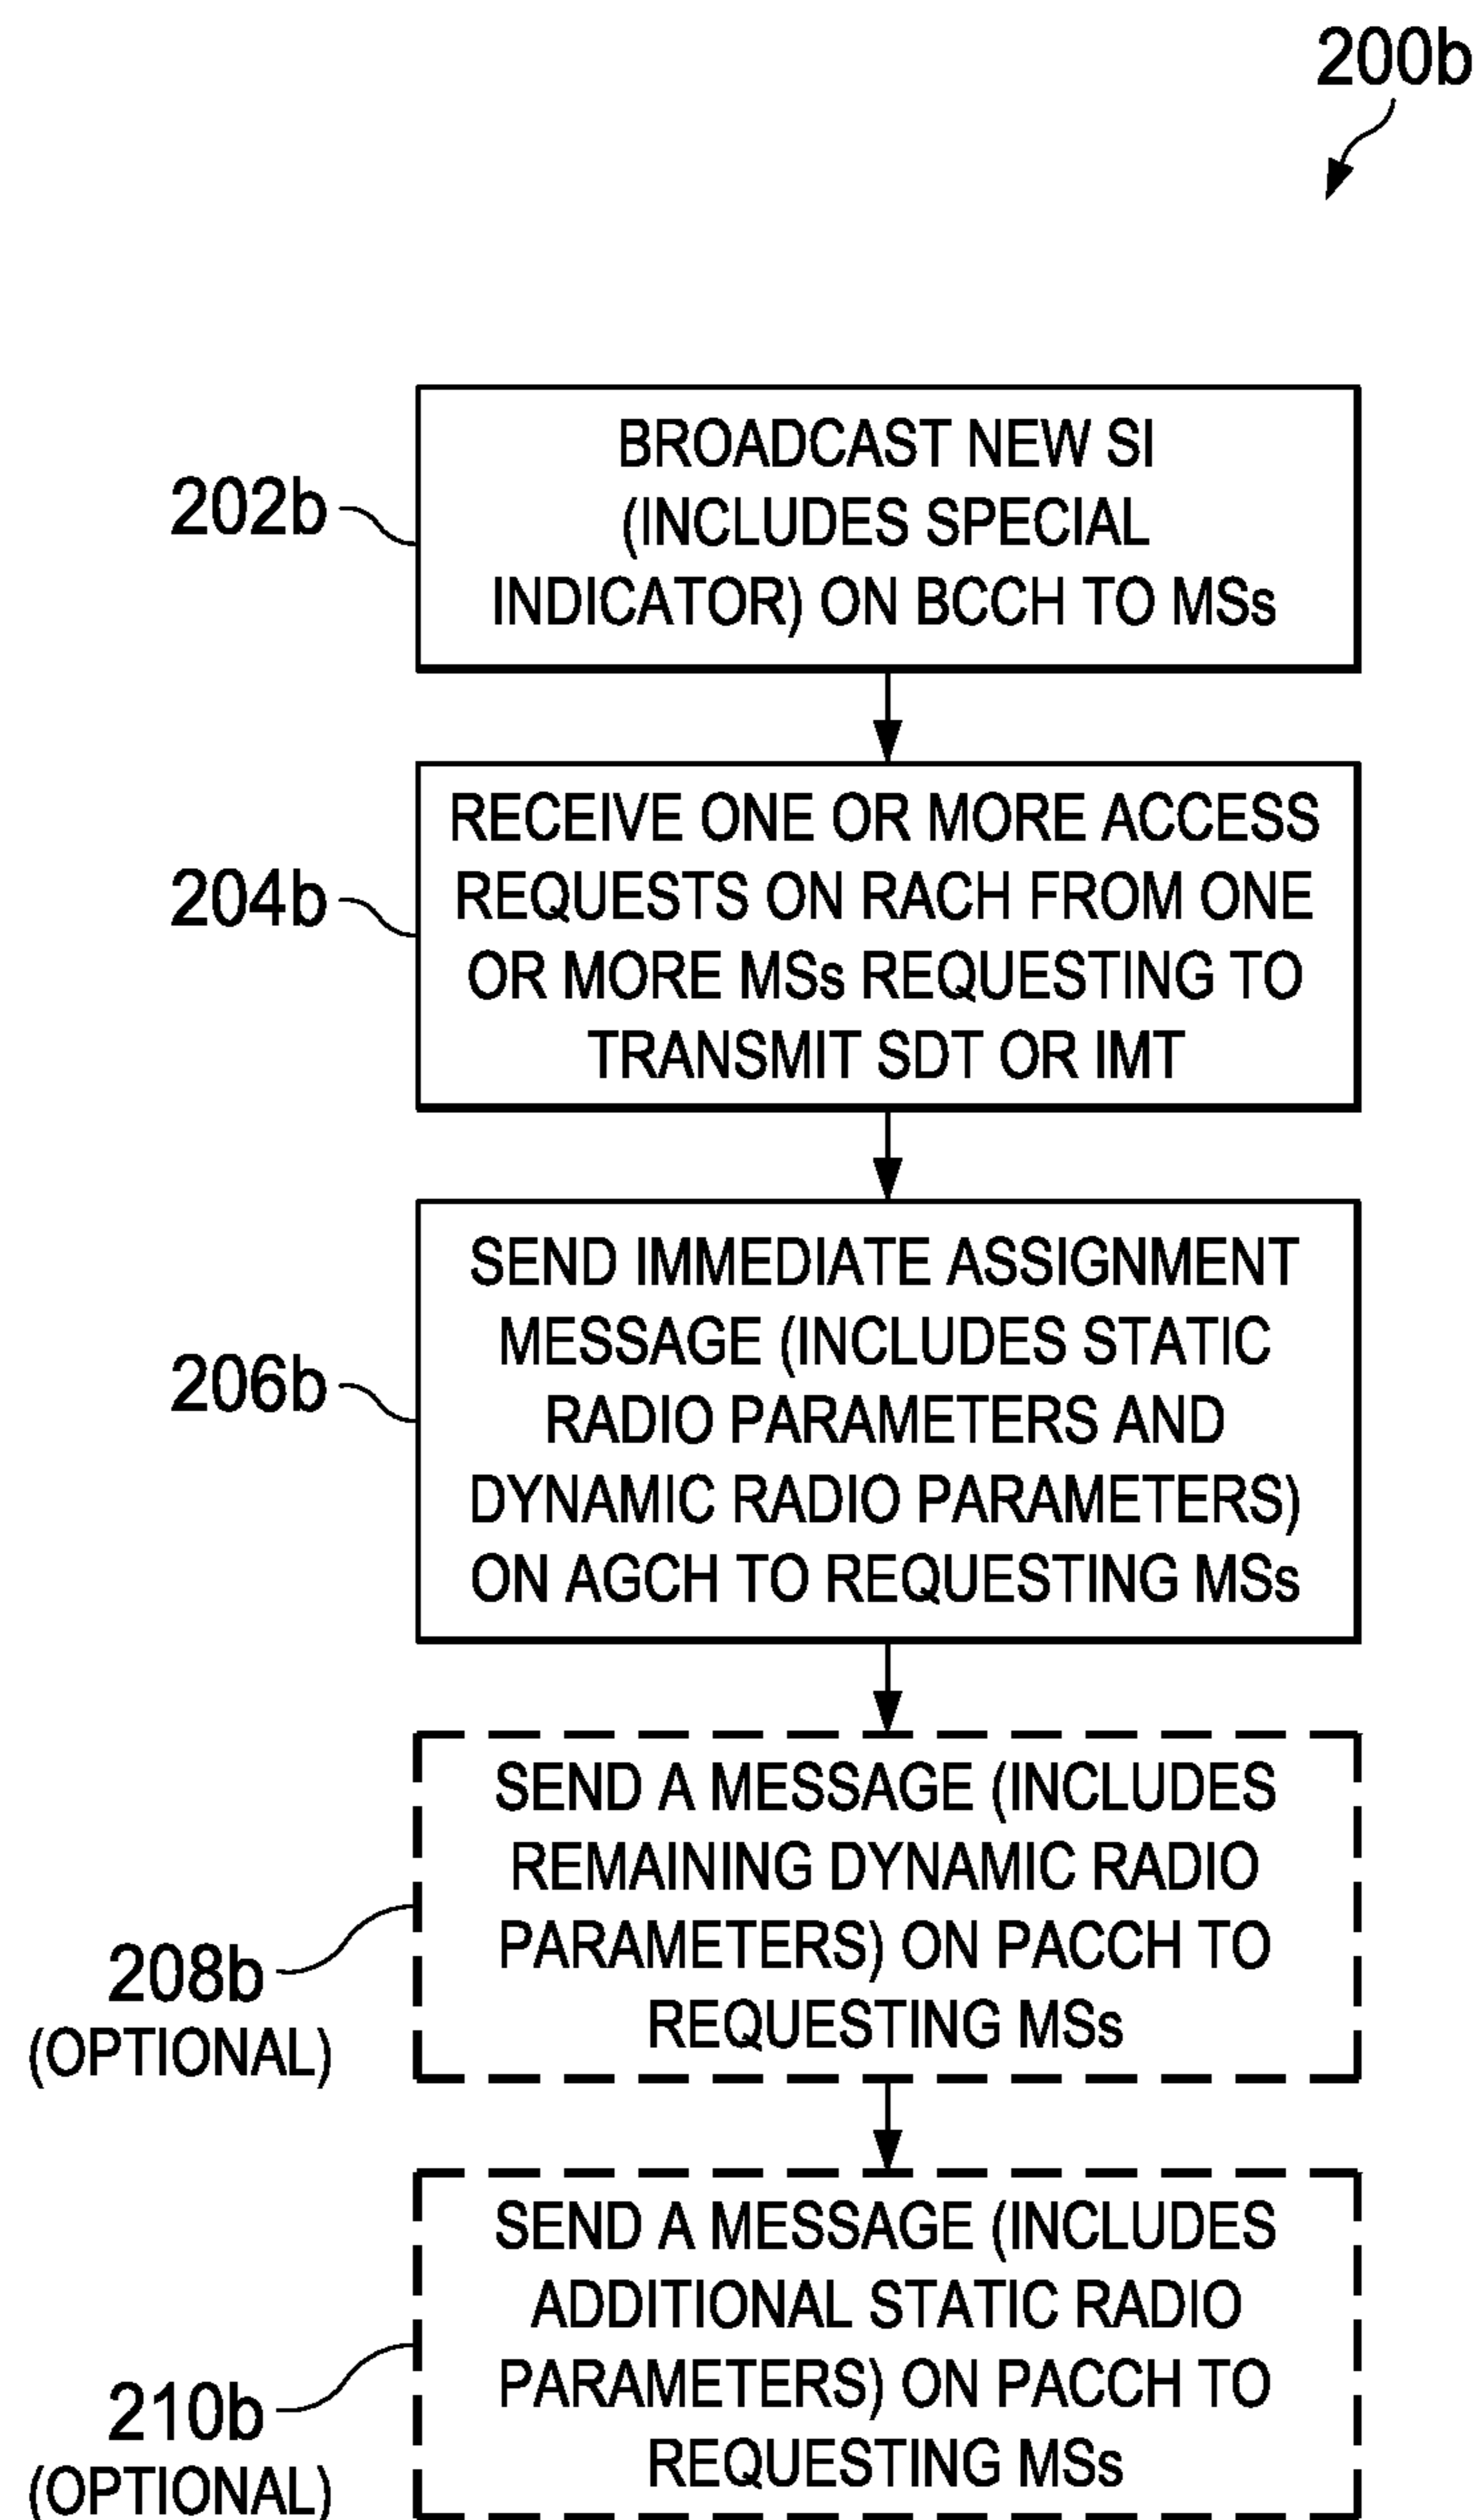 200b
202b
BROADCAST NEW SI
(INCLUDES SPECIAL
INDICATOR) ON BCCH TO MSs
204b
RECEIVE ONE OR MORE ACCESS
REQUESTS ON RACH FROM ONE
OR MORE MSs REQUESTING TO
TRANSMIT SDT OR IMT
206b
SEND IMMEDIATE ASSIGNMENT
MESSAGE (INCLUDES STATIC
RADIO PARAMETERS AND
DYNAMIC RADIO PARAMETERS)
ON AGCH TO REQUESTING MSs
208b
(OPTIONAL)
SEND A MESSAGE (INCLUDES
REMAINING DYNAMIC RADIO
PARAMETERS) ON PACCH TO
REQUESTING MSs
210b
(OPTIONAL)
SEND A MESSAGE (INCLUDES
ADDITIONAL STATIC RADIO
PARAMETERS) ON PACCH TO
REQUESTING MSs